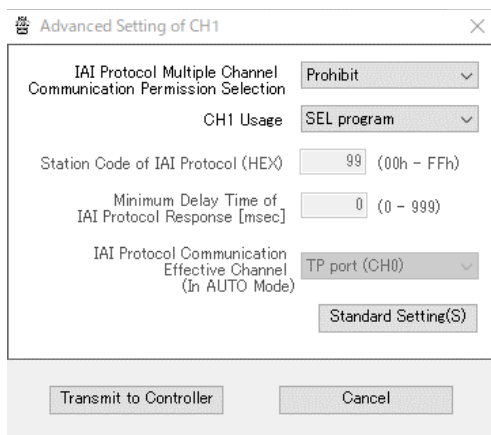 Advanced Setting of CH1
IAI Protocol Multiple Channel
Communication Permission Selection
Prohibit
CH1 Usage
SEL program
Station Code of IAI Protocol (HEX)
99 (00h - FFh)
Minimum Delay Time of
IAI Protocol Response [msec]
0 (0 - 999)
IAI Protocol Communication
Effective Channel
(In AUTO Mode)
TP port (CH0)
Standard Setting(S)
Transmit to Controller
Cancel